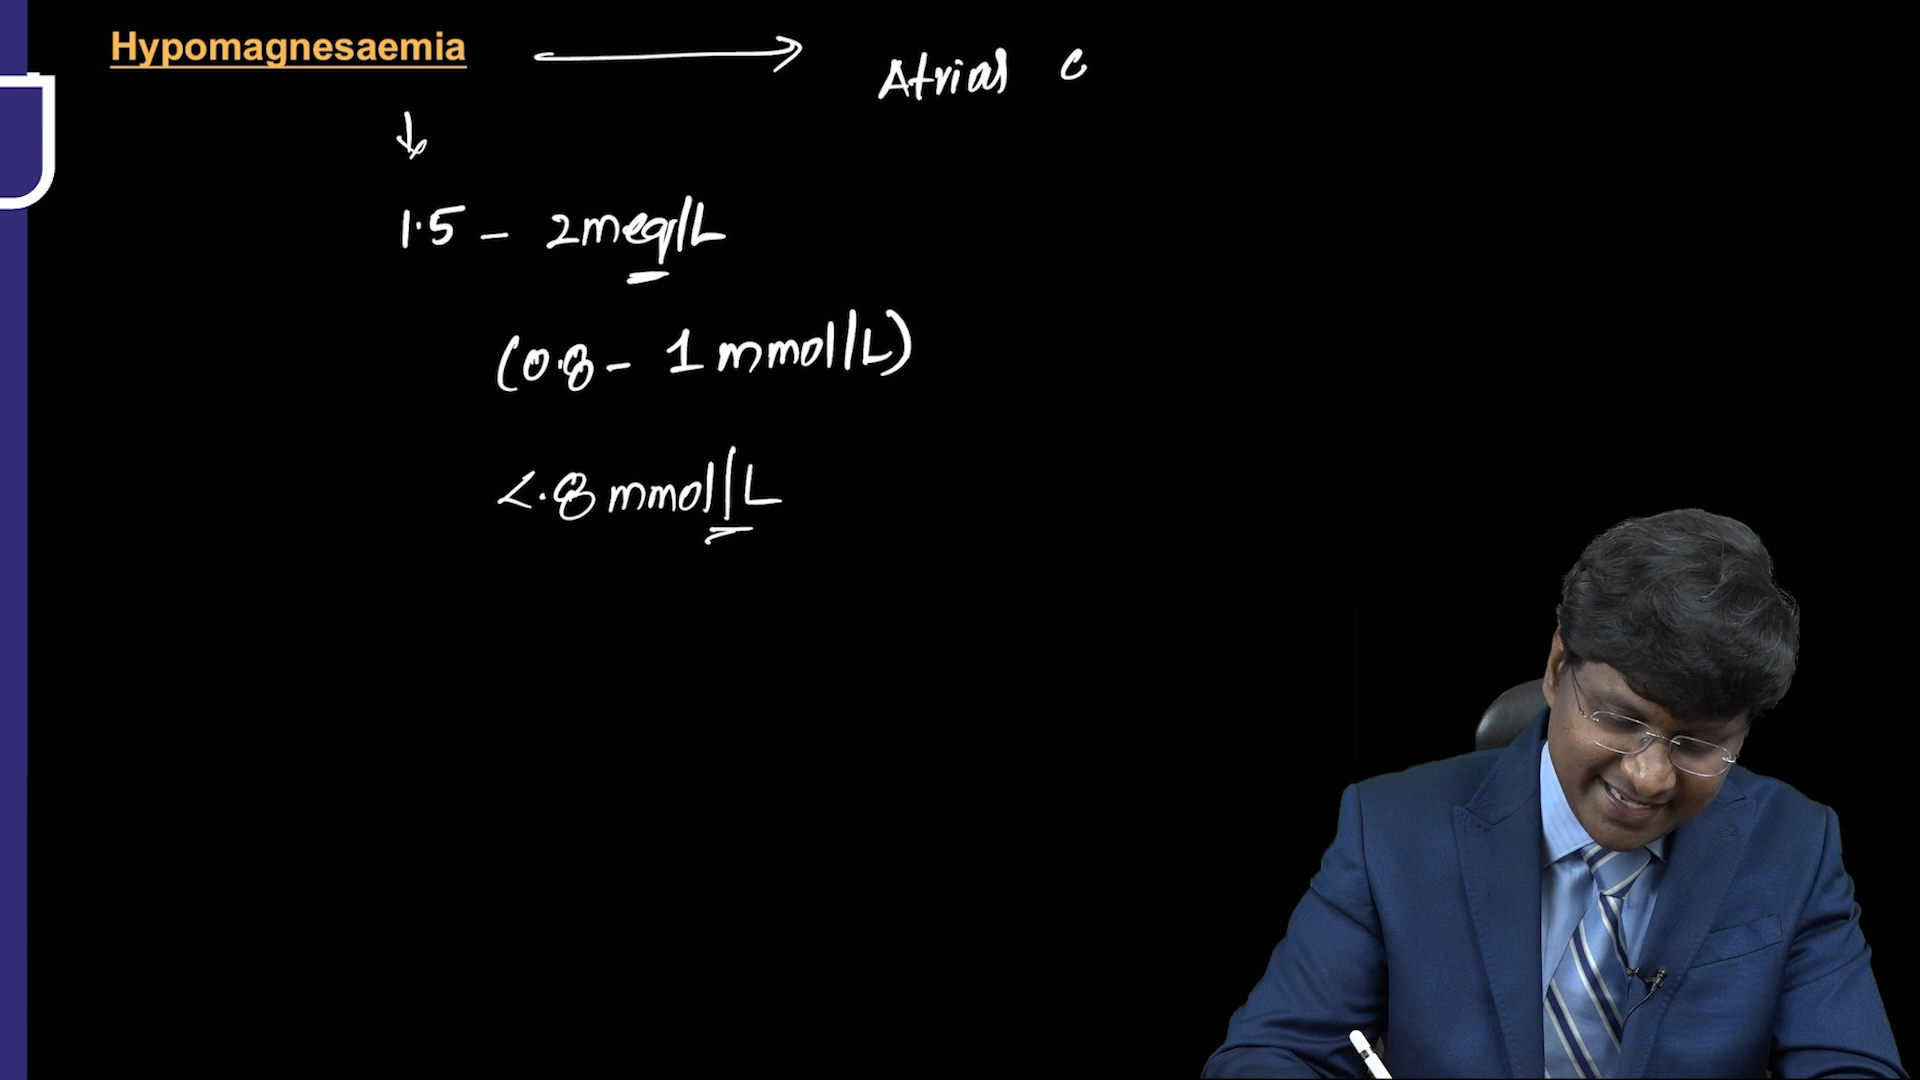 Hypomagnesaemia → Atrial c
↓
1.5 - 2meq/L
(0.8 - 1 mmol/L)
<.8 mmol/L